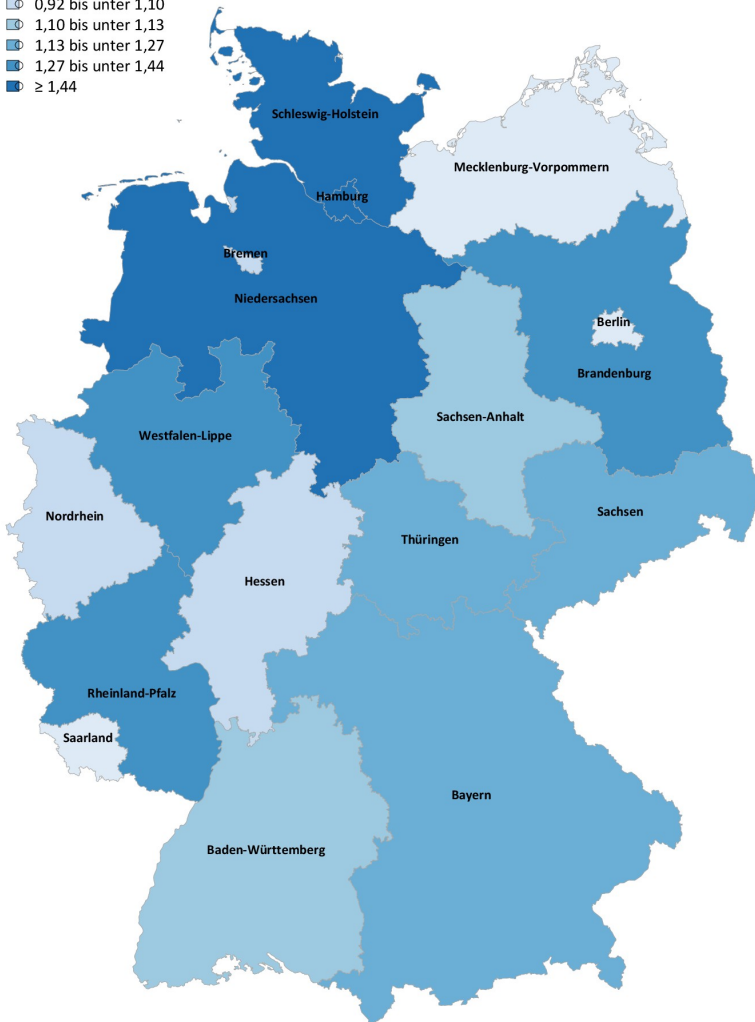 0,92 bis unter 1,10
1,10 bis unter 1,13
1,13 bis unter 1,27
1,27 bis unter 1,44
≥ 1,44
Schleswig-Holstein
Mecklenburg-Vorpommern
Hamburg
Bremen
Niedersachsen
Berlin
Brandenburg
Sachsen-Anhalt
Westfalen-Lippe
Sachsen
Nordrhein
Thüringen
Hessen
Rheinland-Pfalz
Saarland
Bayern
Baden-Württemberg